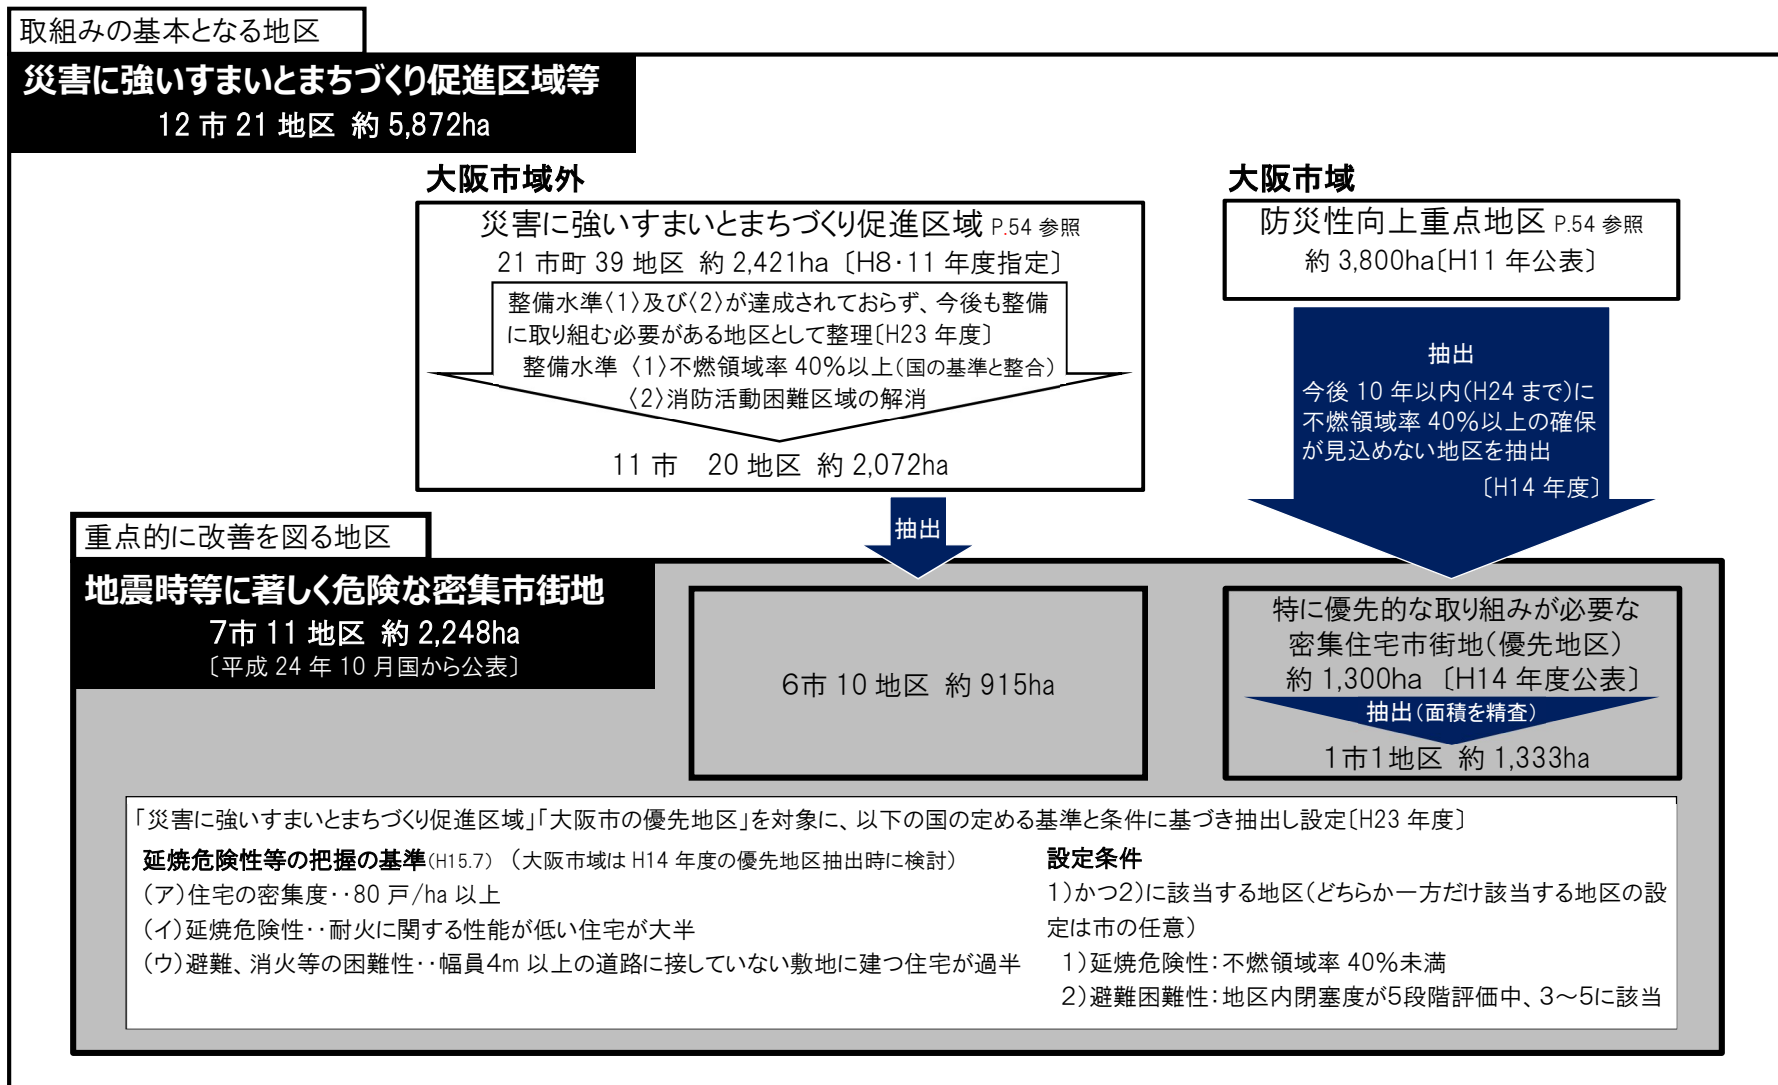 取組みの基本となる地区
災害に強いすまいとまちづくり促進区域等
12 市 21 地区 約 5,872ha
大阪市域外
災害に強いすまいとまちづくり促進区域 P.54 参照
21 市町 39 地区 約 2,421ha〔H8・11 年度指定〕
整備水準〈1〉及び〈2〉が達成されておらず、今後も整備
に取り組む必要がある地区として整理〔H23 年度〕
整備水準 〈1〉不燃領域率 40%以上(国の基準と整合)
〈2〉消防活動困難区域の解消
11 市　20 地区 約 2,072ha
抽出
大阪市域
防災性向上重点地区 P.54 参照
約 3,800ha〔H11 年公表〕
抽出
今後 10 年以内(H24 まで)に
不燃領域率 40%以上の確保
が見込めない地区を抽出
〔H14 年度〕
重点的に改善を図る地区
地震時等に著しく危険な密集市街地
7市 11 地区 約 2,248ha
〔平成 24 年 10 月国から公表〕
6市 10 地区 約 915ha
特に優先的な取り組みが必要な
密集住宅市街地(優先地区)
約 1,300ha 〔H14 年度公表〕
抽出(面積を精査)
1市1地区 約 1,333ha
「災害に強いすまいとまちづくり促進区域」「大阪市の優先地区」を対象に、以下の国の定める基準と条件に基づき抽出し設定〔H23 年度〕
延焼危険性等の把握の基準(H15.7) (大阪市域は H14 年度の優先地区抽出時に検討)
(ア)住宅の密集度‥80 戸/ha 以上
(イ)延焼危険性‥耐火に関する性能が低い住宅が大半
(ウ)避難、消火等の困難性‥幅員4m 以上の道路に接していない敷地に建つ住宅が過半
設定条件
1)かつ2)に該当する地区(どちらか一方だけ該当する地区の設
定は市の任意)
1)延焼危険性:不燃領域率 40%未満
2)避難困難性:地区内閉塞度が5段階評価中、3~5に該当